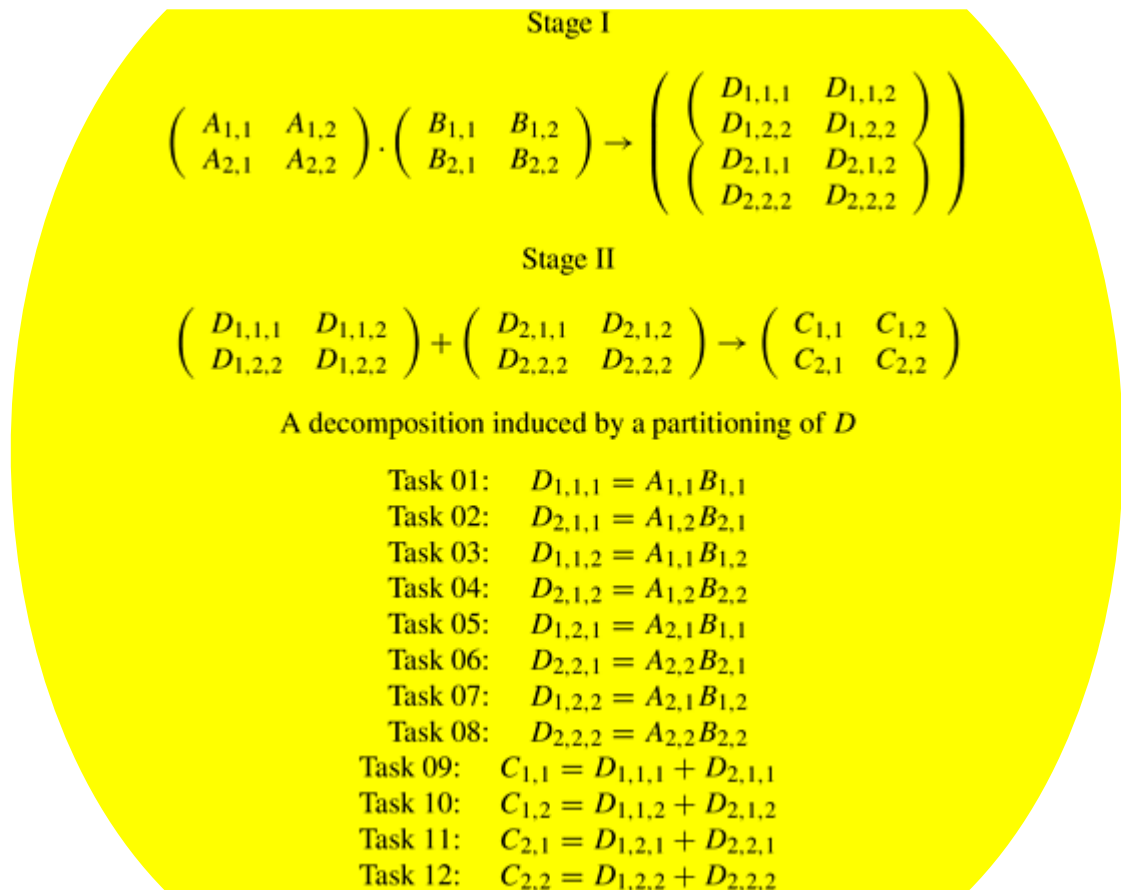 Stage I
( A1,1 A1,2 ) . ( B1,1 B1,2 ) → ( ( D1,1,1 D1,1,2 ) )
( A2,1 A2,2 ) ( B2,1 B2,2 ) ( ( D1,2,2 D1,2,2 ) )
( ( D2,1,1 D2,1,2 ) )
( ( D2,2,2 D2,2,2 ) )
Stage II
( D1,1,1 D1,1,2 ) + ( D2,1,1 D2,1,2 ) → ( C1,1 C1,2 )
( D1,2,2 D1,2,2 ) ( D2,2,2 D2,2,2 ) ( C2,1 C2,2 )
A decomposition induced by a partitioning of D
Task 01: D1,1,1 = A1,1B1,1
Task 02: D2,1,1 = A1,2B2,1
Task 03: D1,1,2 = A1,1B1,2
Task 04: D2,1,2 = A1,2B2,2
Task 05: D1,2,1 = A2,1B1,1
Task 06: D2,2,1 = A2,2B2,1
Task 07: D1,2,2 = A2,1B1,2
Task 08: D2,2,2 = A2,2B2,2
Task 09: C1,1 = D1,1,1 + D2,1,1
Task 10: C1,2 = D1,1,2 + D2,1,2
Task 11: C2,1 = D1,2,1 + D2,2,1
Task 12: C2,2 = D1,2,2 + D2,2,2